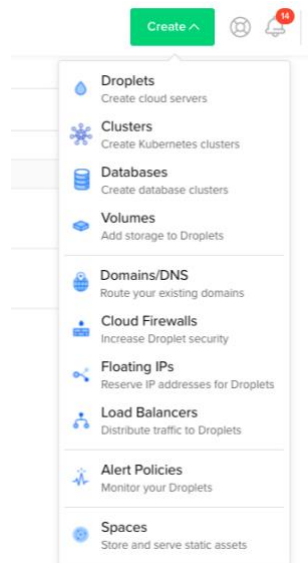 Create
14
Droplets
Create cloud servers
Clusters
Create Kubernetes clusters
Databases
Create database clusters
Volumes
Add storage to Droplets
Domains/DNS
Route your existing domains
Cloud Firewalls
Increase Droplet security
Floating IPs
Reserve IP addresses for Droplets
Load Balancers
Distribute traffic to Droplets
Alert Policies
Monitor your Droplets
Spaces
Store and serve static assets